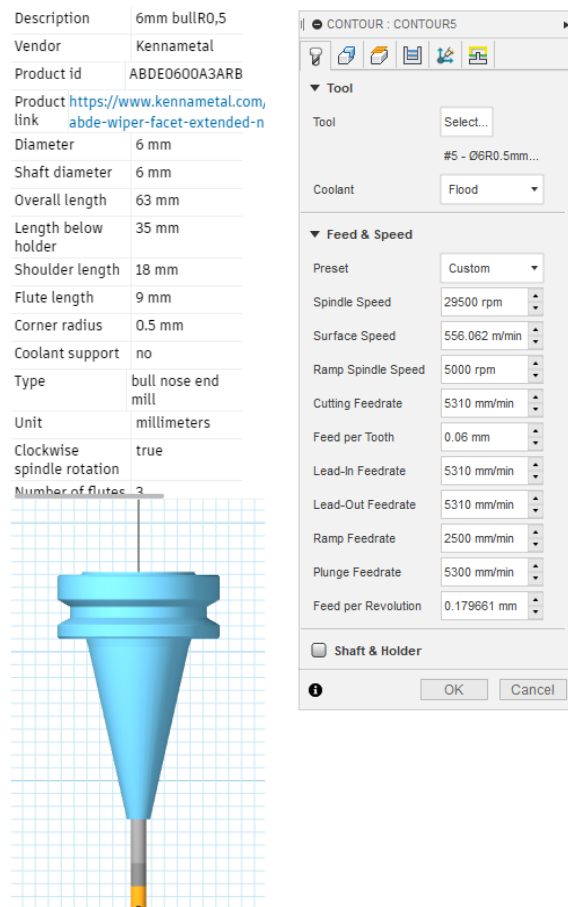 Description 6mm bullR0,5
Vendor Kennametal
Product id ABDE0600A3ARB
Product link https://www.kennametal.com/
abde-wiper-facet-extended-n
Diameter 6 mm
Shaft diameter 6 mm
Overall length 63 mm
Length below holder 35 mm
Shoulder length 18 mm
Flute length 9 mm
Corner radius 0.5 mm
Coolant support no
Type bull nose end mill
Unit millimeters
Clockwise spindle rotation true
Number of flutes 3
CONTOUR : CONTOUR5
Tool
Tool Select...
#5 - Ø6R0.5mm...
Coolant Flood
Feed & Speed
Preset Custom
Spindle Speed 29500 rpm
Surface Speed 556.062 m/min
Ramp Spindle Speed 5000 rpm
Cutting Feedrate 5310 mm/min
Feed per Tooth 0.06 mm
Lead-In Feedrate 5310 mm/min
Lead-Out Feedrate 5310 mm/min
Ramp Feedrate 2500 mm/min
Plunge Feedrate 5300 mm/min
Feed per Revolution 0.179661 mm
Shaft & Holder
OK Cancel